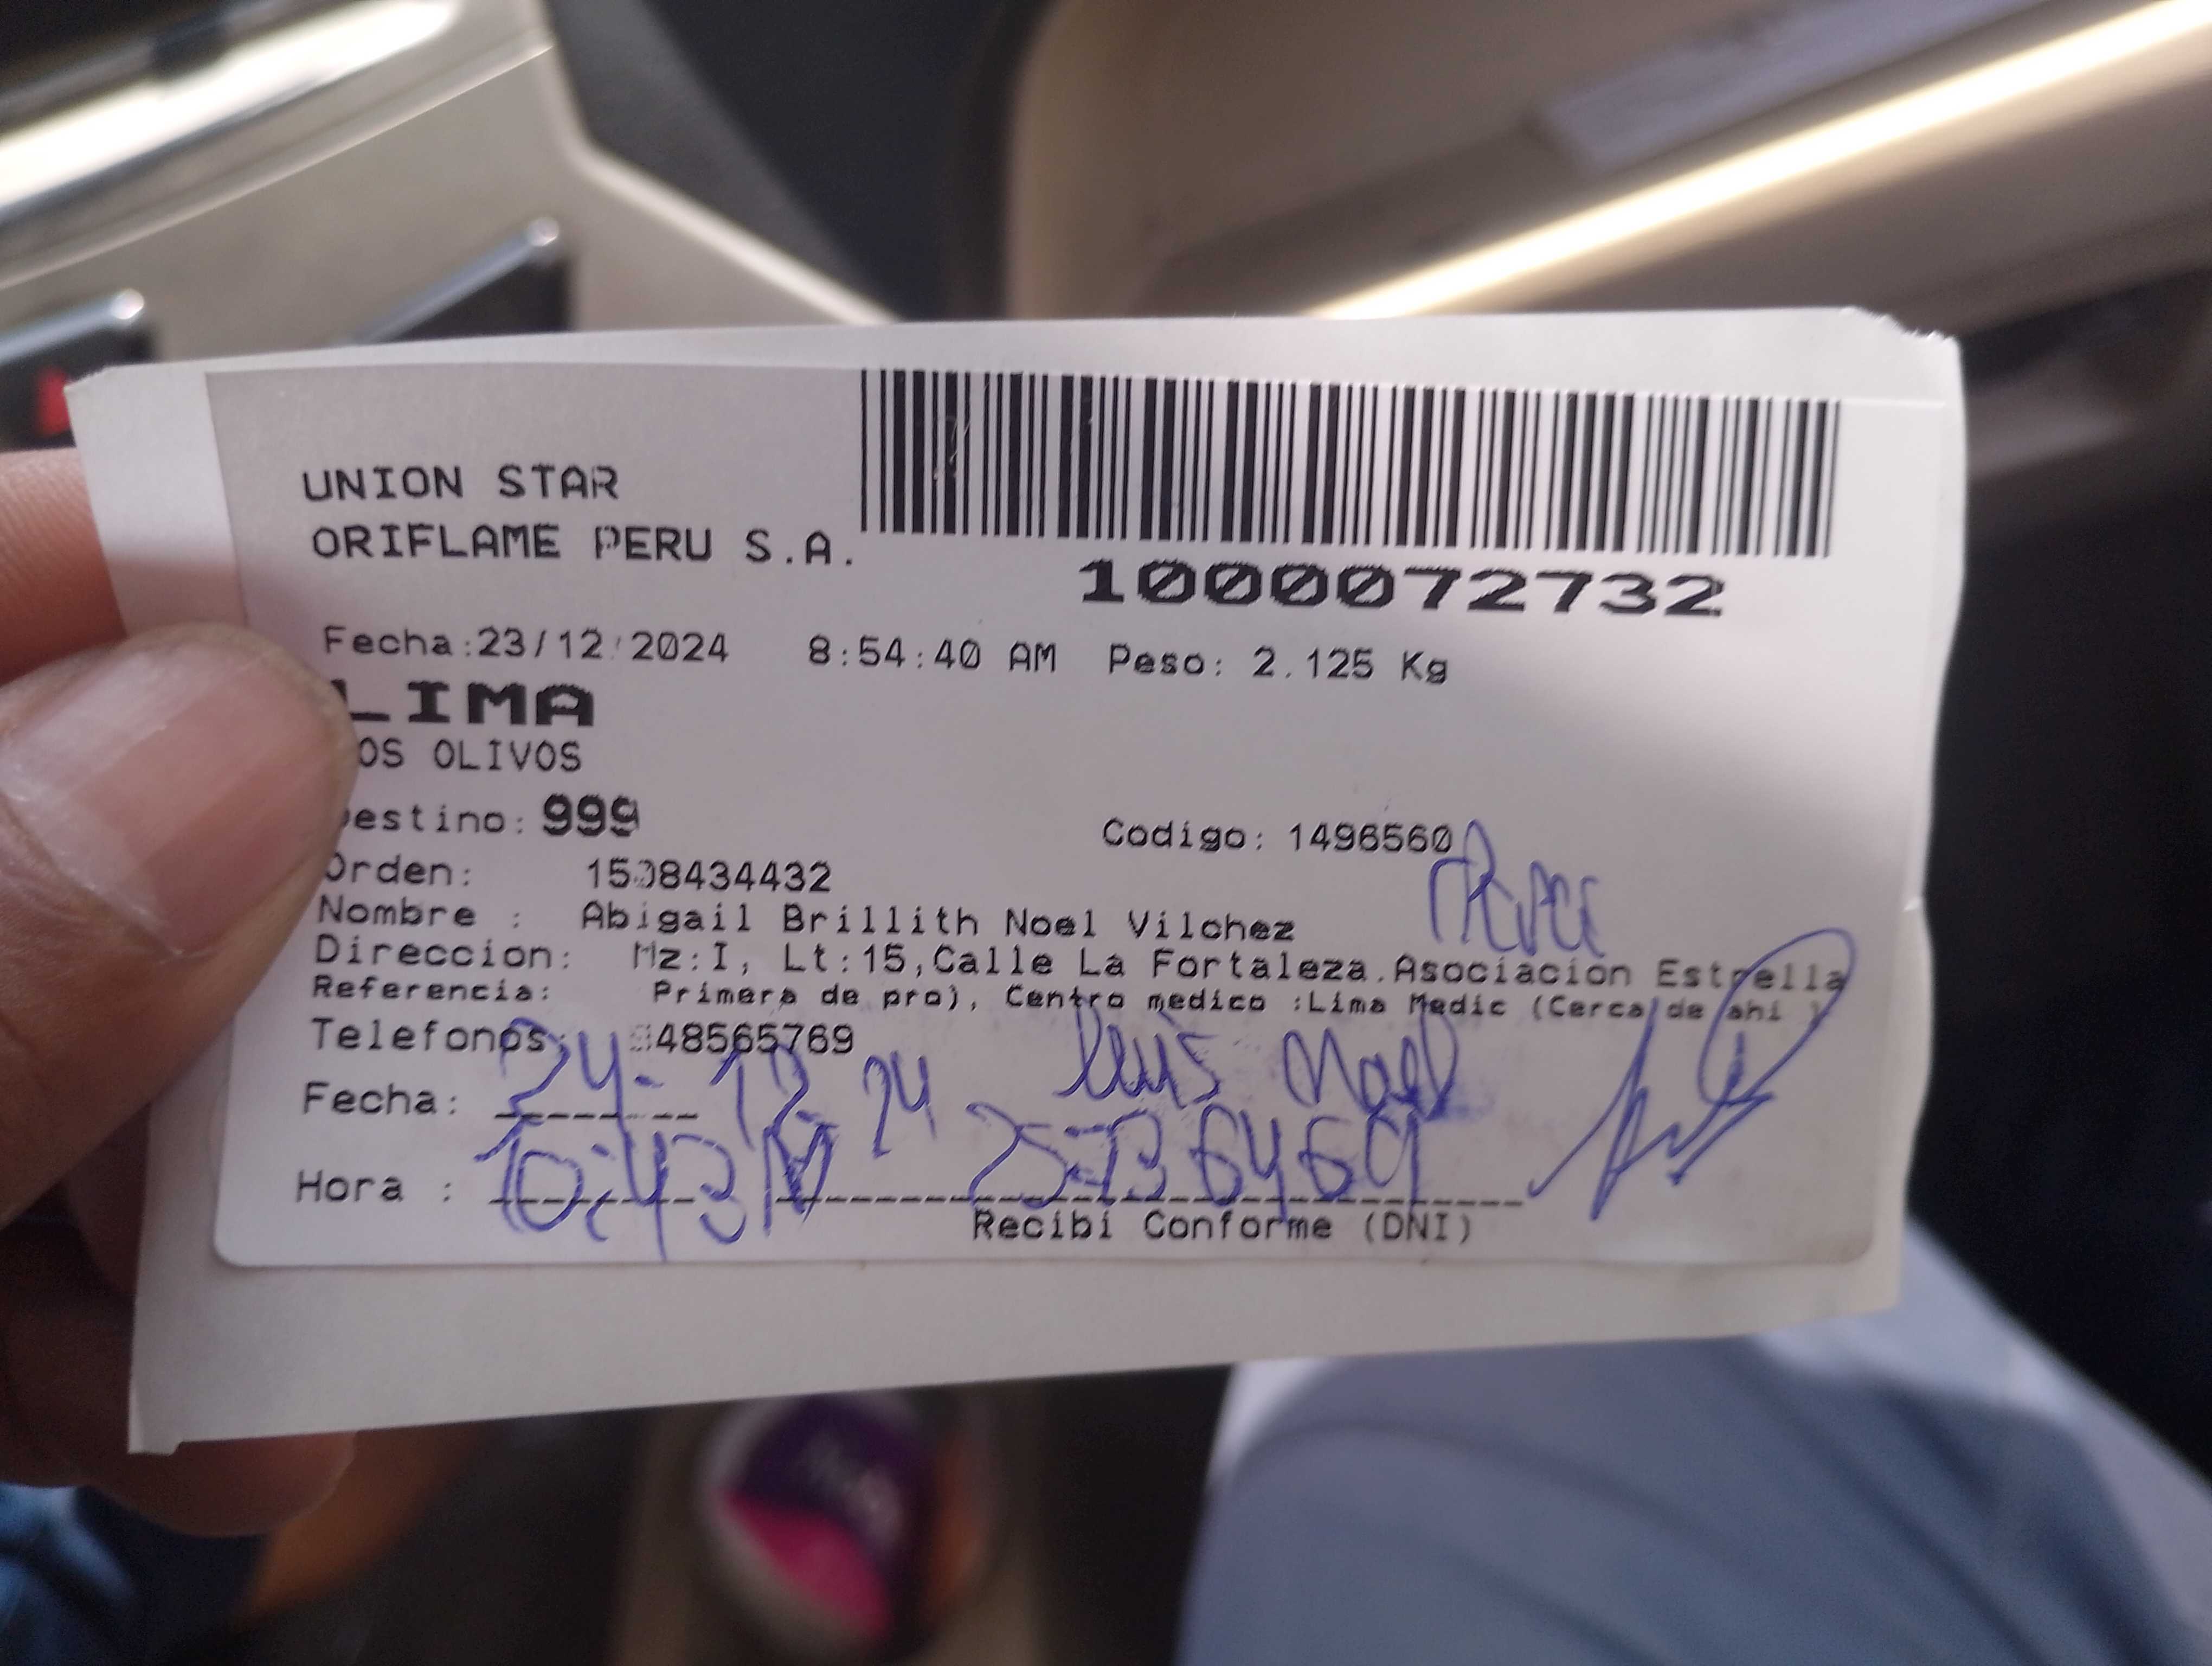 UNION STAR
ORIFLAME PERU S.A.
1000072732
Fecha:23/12/2024 8:54:40 AM Peso: 2.125 Kg
LIMA
OS OLIVOS
estino: 999
Codigo: 1496560
Orden: 1508434432
Nombre : Abigail Brillith Noel Vilchez
Direccion: Mz:I, Lt:15,Calle La Fortaleza.Asociacion Estrella
Referencia: Primera de pro), Centro medico :Lima Medic (Cerca de ahi )
Telefonos: 948565769
luis Noel
Fecha: 24-12-24
Hora : 10:43
Recibi Conforme (DNI)